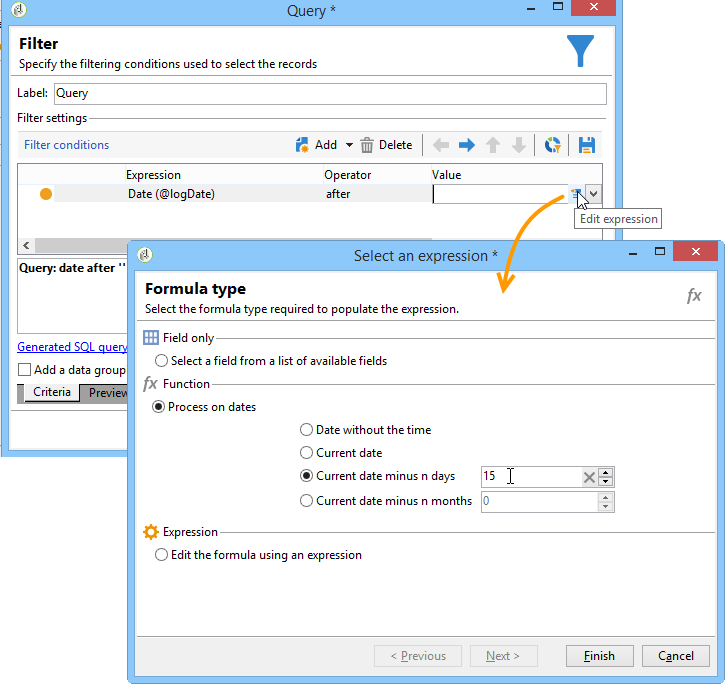 Query *
Filter
Specify the filtering conditions used to select the records
Label: Query
Filter settings
Filter conditions Add Delete
Expression Operator Value
Date (@logDate) after
Edit expression
Query: date after ''
Generated SQL query
Add a data group
Criteria Preview
Select an expression *
Formula type
Select the formula type required to populate the expression.
fx
Field only
Select a field from a list of available fields
fx Function
Process on dates
Date without the time
Current date
Current date minus n days 15
Current date minus n months 0
Expression
Edit the formula using an expression
< Previous Next > Finish Cancel